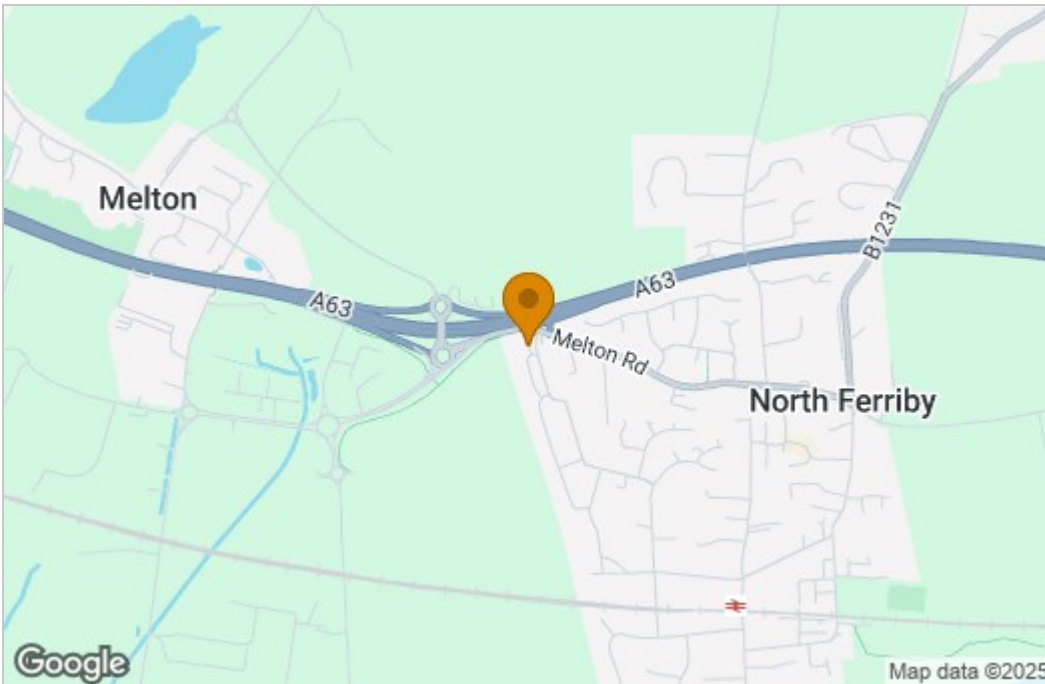 Melton
B1231
A63
A63
Melton Rd
North Ferriby
Google
Map data ©2025